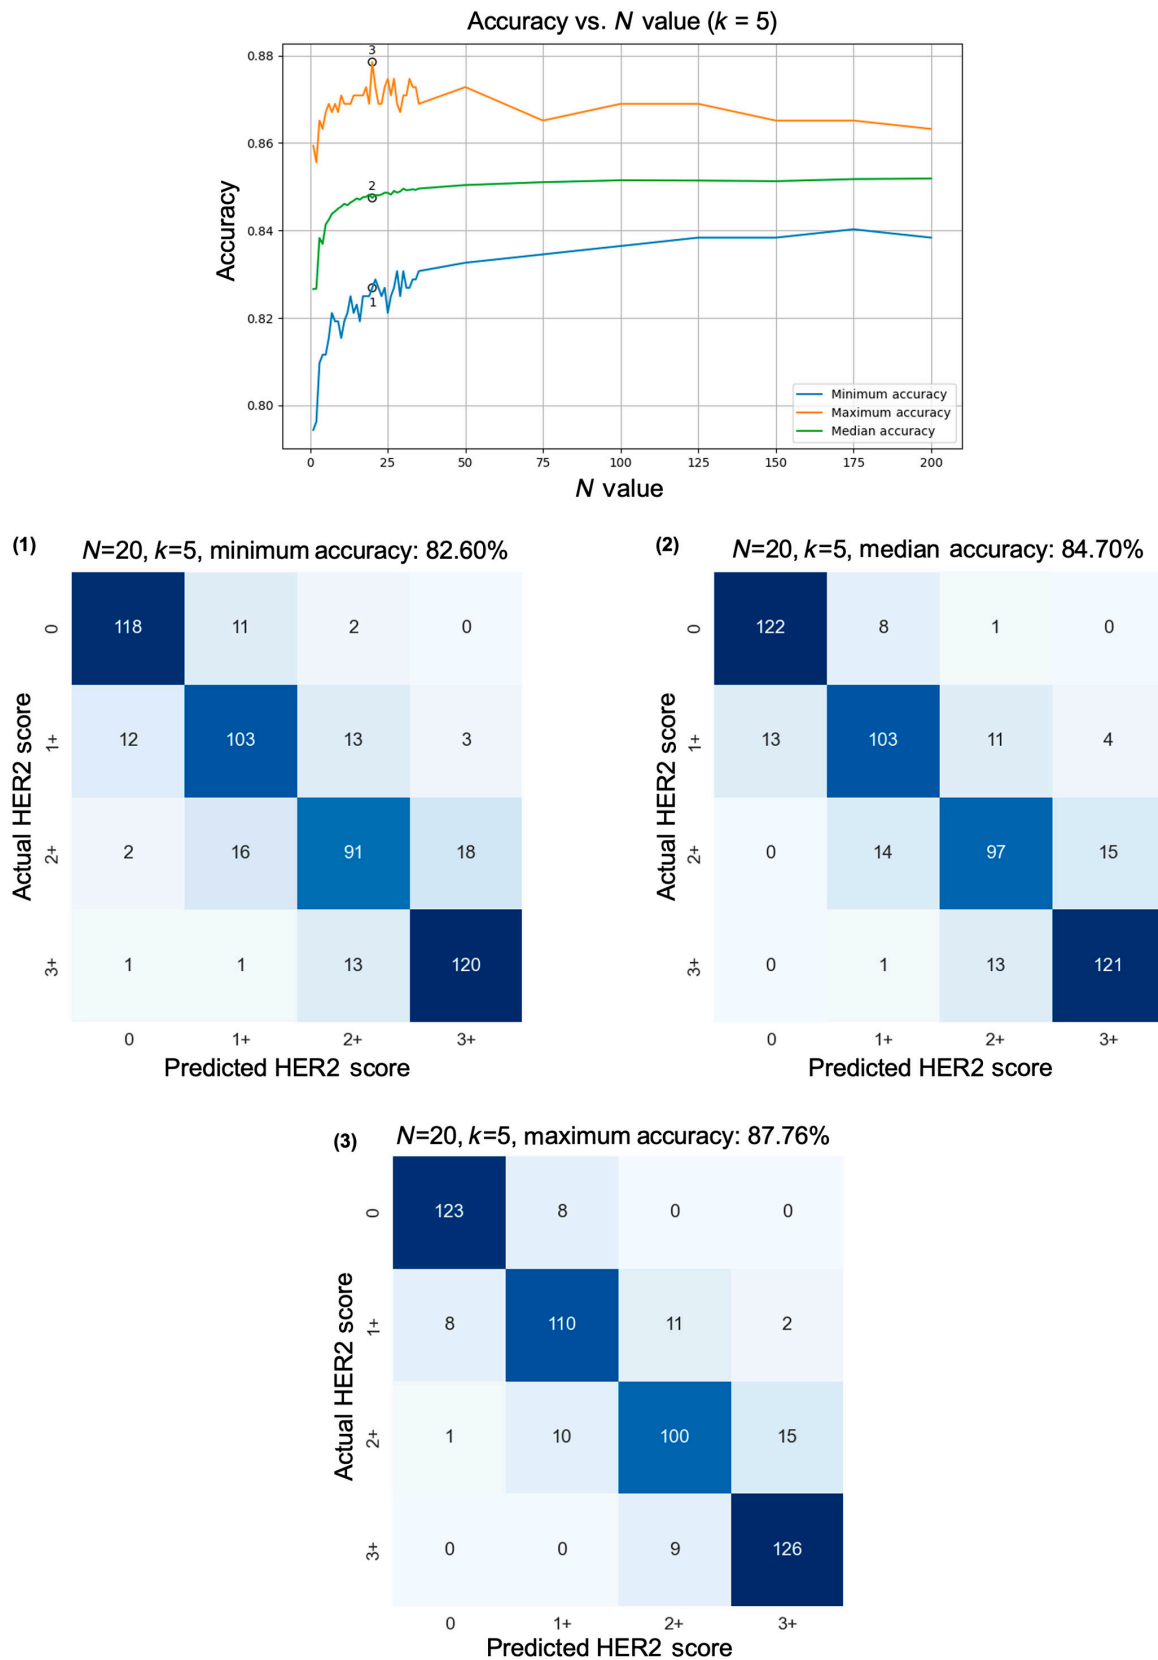 Accuracy vs. N value (k = 5)
Accuracy
0.88
0.86
0.84
0.82
0.80
3
2
1
Minimum accuracy
Maximum accuracy
Median accuracy
0 25 50 75 100 125 150 175 200
N value
(1) N=20, k=5, minimum accuracy: 82.60%
Actual HER2 score
0 118 11 2 0
1+ 12 103 13 3
2+ 2 16 91 18
3+ 1 1 13 120
0 1+ 2+ 3+
Predicted HER2 score
(2) N=20, k=5, median accuracy: 84.70%
Actual HER2 score
0 122 8 1 0
1+ 13 103 11 4
2+ 0 14 97 15
3+ 0 1 13 121
0 1+ 2+ 3+
Predicted HER2 score
(3) N=20, k=5, maximum accuracy: 87.76%
Actual HER2 score
0 123 8 0 0
1+ 8 110 11 2
2+ 1 10 100 15
3+ 0 0 9 126
0 1+ 2+ 3+
Predicted HER2 score